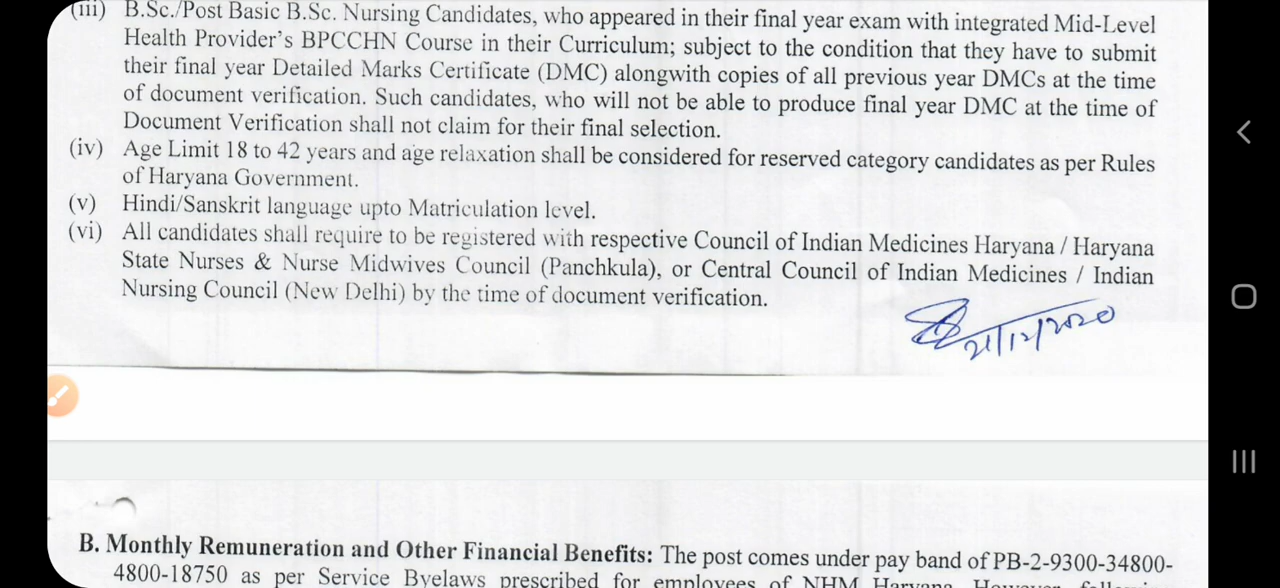 (iii) B.Sc./Post Basic B.Sc. Nursing Candidates, who appeared in their final year exam with integrated Mid-Level
Health Provider's BPCCHN Course in their Curriculum; subject to the condition that they have to submit
their final year Detailed Marks Certificate (DMC) alongwith copies of all previous year DMCs at the time
of document verification. Such candidates, who will not be able to produce final year DMC at the time of
Document Verification shall not claim for their final selection.
(iv) Age Limit 18 to 42 years and age relaxation shall be considered for reserved category candidates as per Rules
of Haryana Government.
(v) Hindi/Sanskrit language upto Matriculation level.
(vi) All candidates shall require to be registered with respective Council of Indian Medicines Haryana / Haryana
State Nurses & Nurse Midwives Council (Panchkula), or Central Council of Indian Medicines / Indian
Nursing Council (New Delhi) by the time of document verification.
21/12/2020
B. Monthly Remuneration and Other Financial Benefits: The post comes under pay band of PB-2-9300-34800-
4800-18750 as per Service Byelaws prescribed for employees of NHM Haryana. However, following